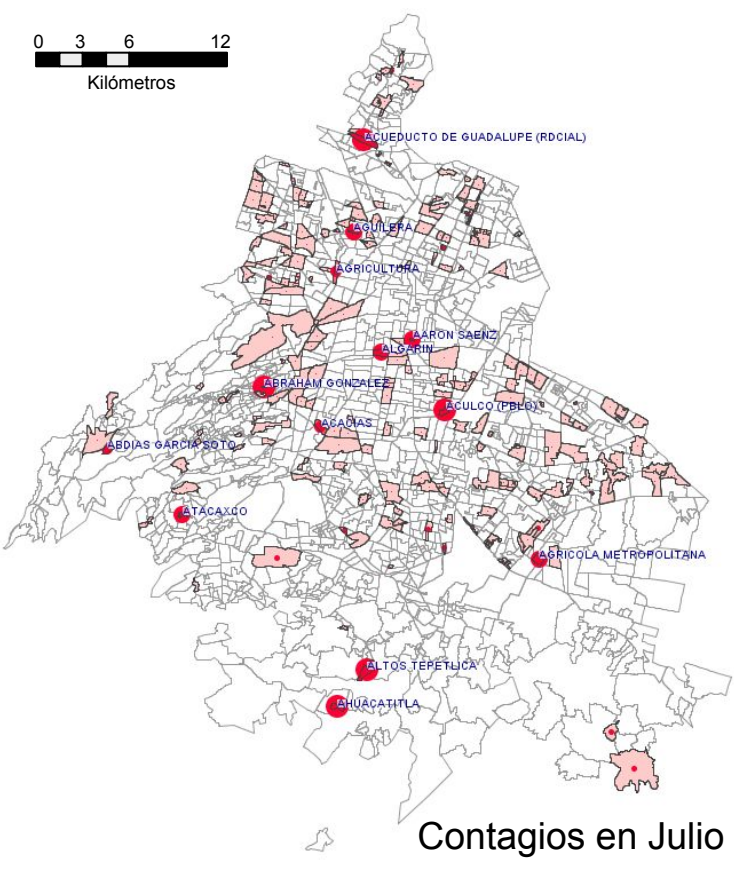 0 3 6 12
Kilómetros
ACUEDUCTO DE GUADALUPE (RDCIAL)
AGUILERA
AGRICULTURA
AARON SAENZ
ALGARIN
ABRAHAM GONZALEZ
ACULCO (PBLO)
ACACIAS
ABDIAS GARCIA SOTO
ATACAXCO
AGRICOLA METROPOLITANA
ALTOS TEPETLICA
AHUACATITLA
Contagios en Julio